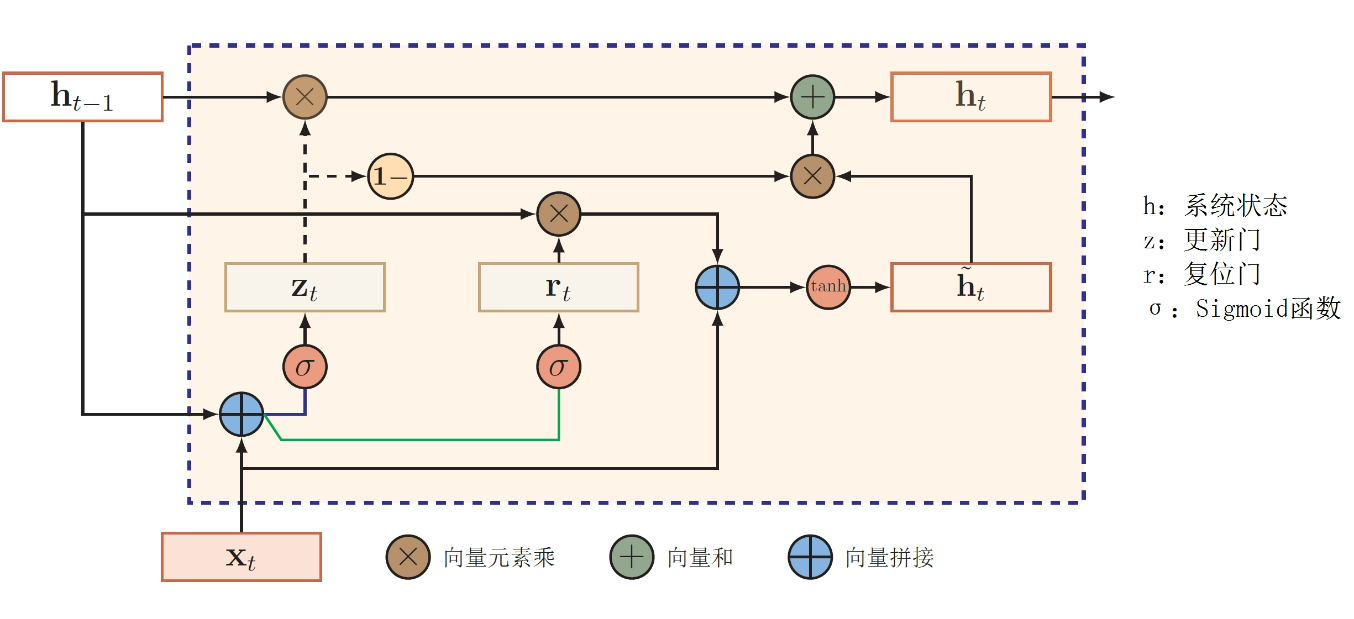 h_{t−1}
×
+
h_t
1−
×
×
z_t
r_t
tanh
h̃_t
σ
σ
x_t
× 向量元素乘
+ 向量和
向量拼接
h：系统状态
z：更新门
r：复位门
σ：Sigmoid函数